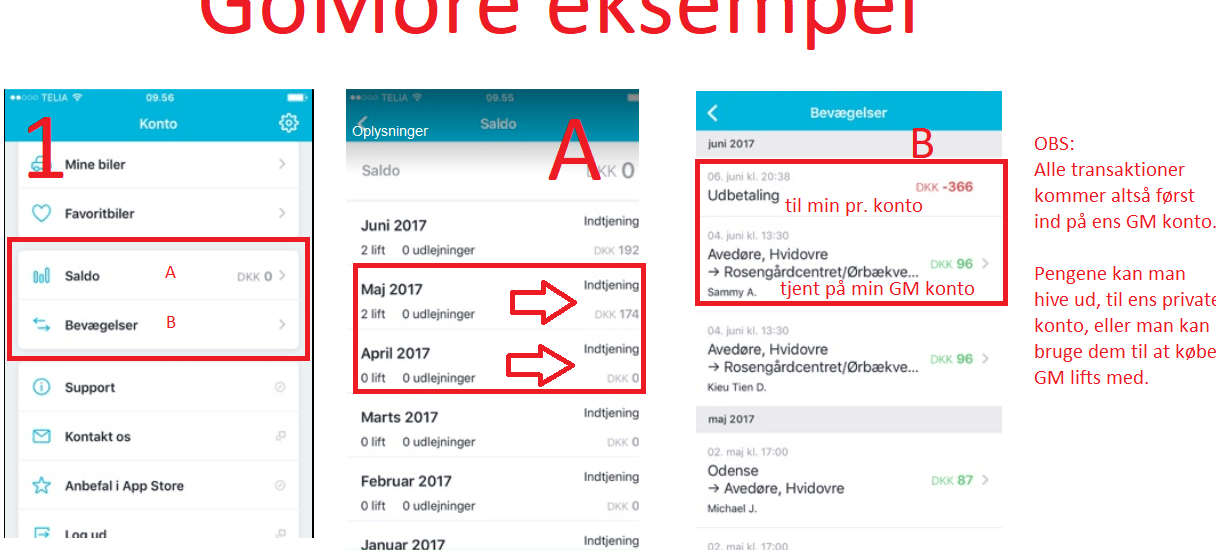 GoMore eksempel
TELIA 09.56
1
Konto
Mine biler
Favoritbiler
Saldo A DKK 0
Bevægelser B
Support
Kontakt os
Anbefal i App Store
Log ud
TELIA 09.55
Oplysninger Saldo
A
Saldo DKK 0
Juni 2017 Indtjening
2 lift 0 udlejninger DKK 192
Maj 2017 Indtjening
2 lift 0 udlejninger DKK 174
April 2017 Indtjening
0 lift 0 udlejninger DKK 0
Marts 2017 Indtjening
0 lift 0 udlejninger DKK 0
Februar 2017 Indtjening
0 lift 0 udlejninger DKK 0
Januar 2017 Indtjening
Bevægelser
B
juni 2017
06. juni kl. 20:38
Udbetaling DKK -366
til min pr. konto
04. juni kl. 13:30
Avedøre, Hvidovre
→ Rosengårdcentret/Ørbækve... DKK 96
Sammy A. tjent på min GM konto
04. juni kl. 13:30
Avedøre, Hvidovre
→ Rosengårdcentret/Ørbækve... DKK 96
Kieu Tien D.
maj 2017
02. maj kl. 17:00
Odense
→ Avedøre, Hvidovre DKK 87
Michael J.
02. maj kl. 17:00
OBS:
Alle transaktioner
kommer altså først
ind på ens GM konto.
Pengene kan man
hive ud, til ens private
konto, eller man kan
bruge dem til at købe
GM lifts med.